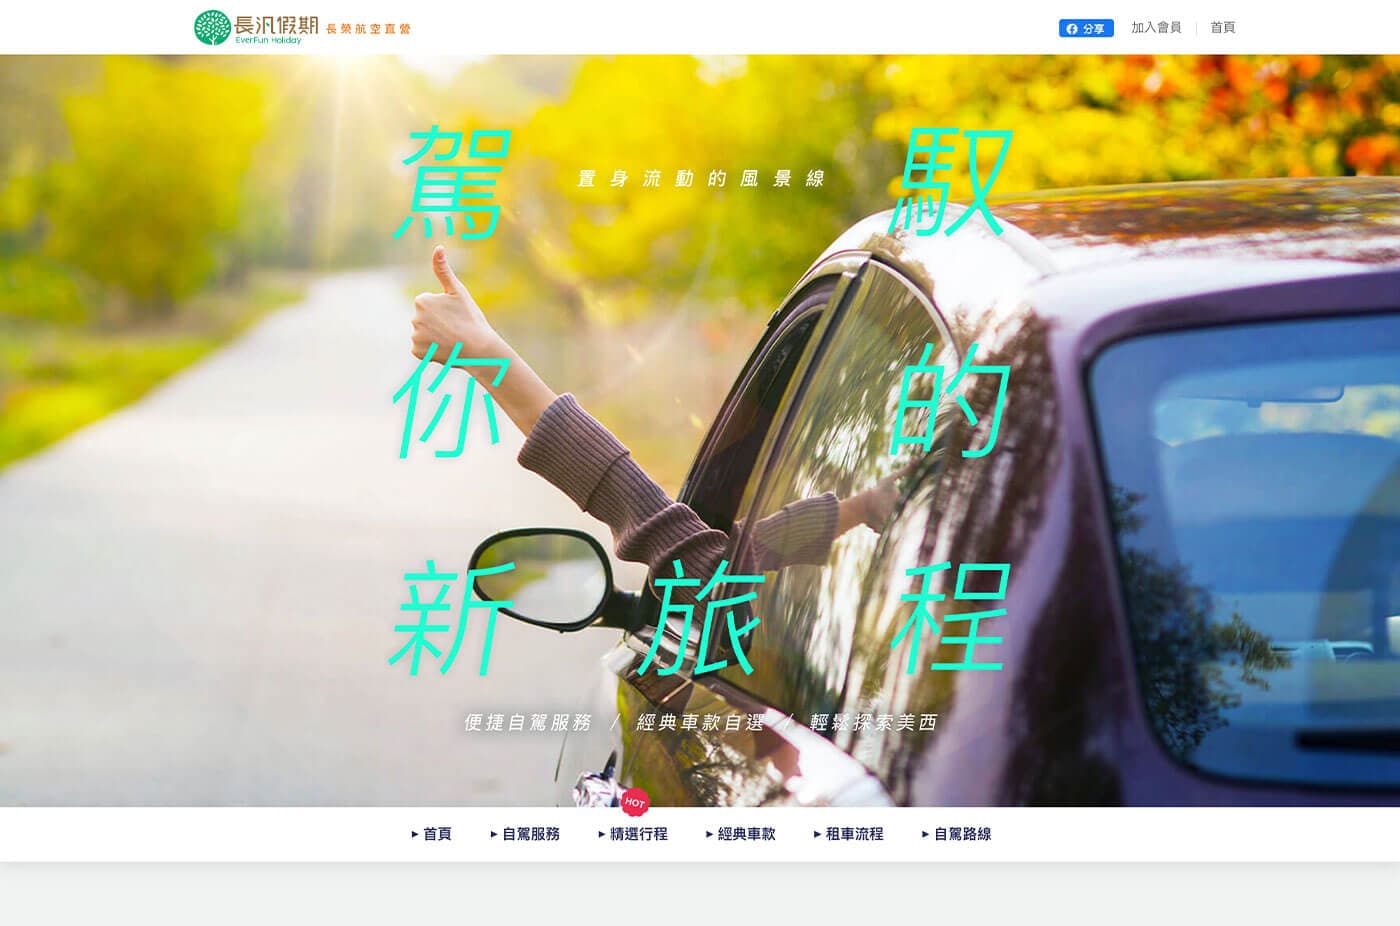 長汎假期
EverFun Holiday
長榮航空直營
分享
加入會員
首頁
駕馭
置身流動的風景線
你的
新旅程
便捷自駕服務 / 經典車款自選 / 輕鬆探索美西
HOT
首頁
自駕服務
精選行程
經典車款
租車流程
自駕路線